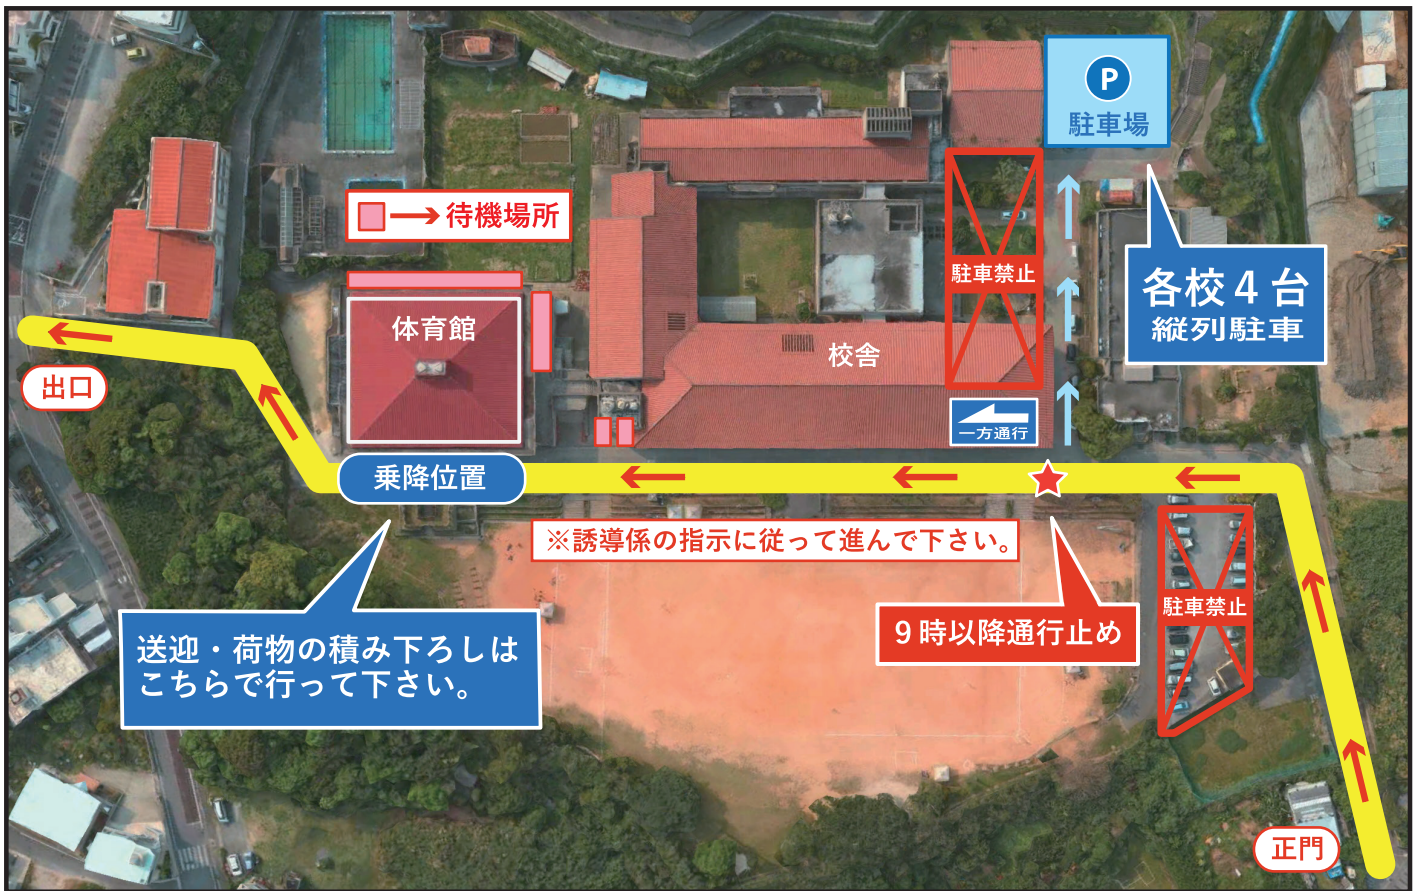 P
駐車場
待機場所
駐車禁止
各校4台
縦列駐車
体育館
校舎
出口
一方通行
乗降位置
※誘導係の指示に従って進んで下さい。
駐車禁止
9時以降通行止め
送迎・荷物の積み下ろしは
こちらで行って下さい。
正門